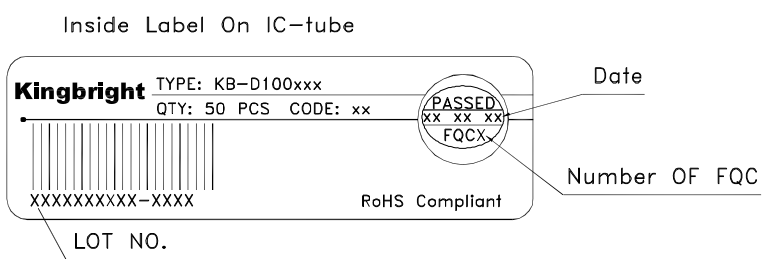 Inside Label On IC-tube
Date
Kingbright TYPE: KB-D100xxx
QTY: 50 PCS CODE: xx
PASSED
XX XX XX
FQCX
Number OF FQC
XXXXXXXXXX-XXXX
RoHS Compliant
LOT NO.